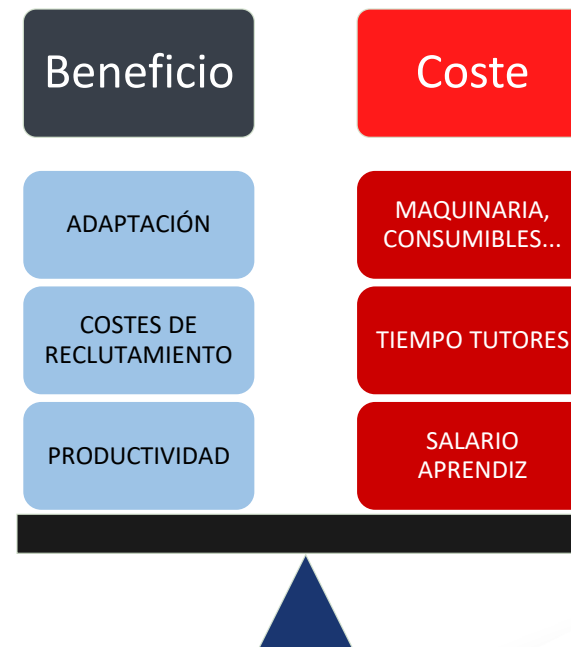 Beneficio
Coste
ADAPTACIÓN
COSTES DE
RECLUTAMIENTO
PRODUCTIVIDAD
MAQUINARIA,
CONSUMIBLES...
TIEMPO TUTORES
SALARIO
APRENDIZ